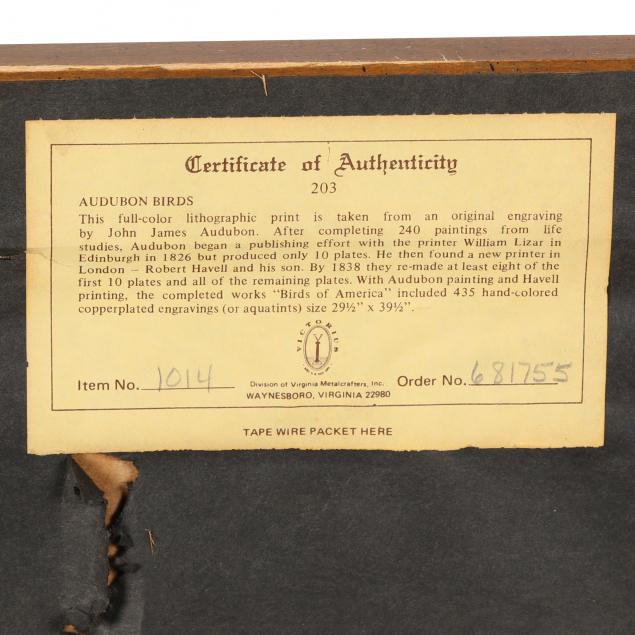 Certificate of Authenticity
203
AUDUBON BIRDS
This full-color lithographic print is taken from an original engraving
by John James Audubon. After completing 240 paintings from life
studies, Audubon began a publishing effort with the printer William Lizar in
Edinburgh in 1826 but produced only 10 plates. He then found a new printer in
London — Robert Havell and his son. By 1838 they re-made at least eight of the
first 10 plates and all of the remaining plates. With Audubon painting and Havell
printing, the completed works "Birds of America" included 435 hand-colored
copperplated engravings (or aquatints) size 29½" x 39½".
VICTORIUS
Item No. 1014
Division of Virginia Metalcrafters, Inc.
Order No. 681755
WAYNESBORO, VIRGINIA 22980
TAPE WIRE PACKET HERE